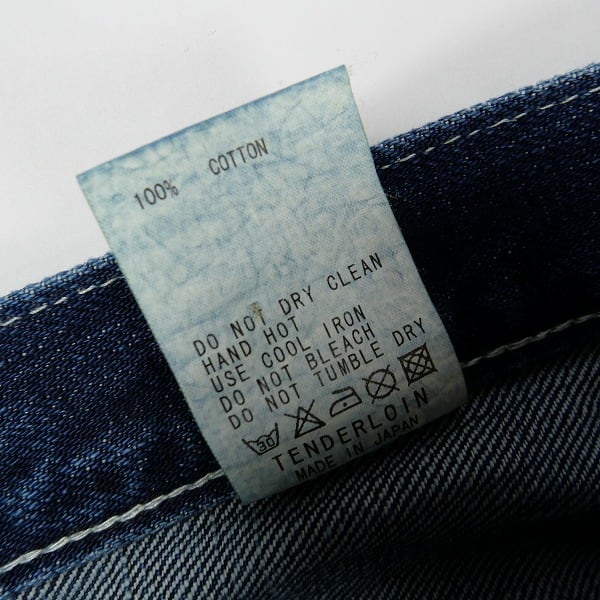 100% COTTON
DO NOT DRY CLEAN
HAND HOT
USE COOL IRON
DO NOT BLEACH
DO NOT TUMBLE DRY
30
TENDERLOIN
MADE IN JAPAN